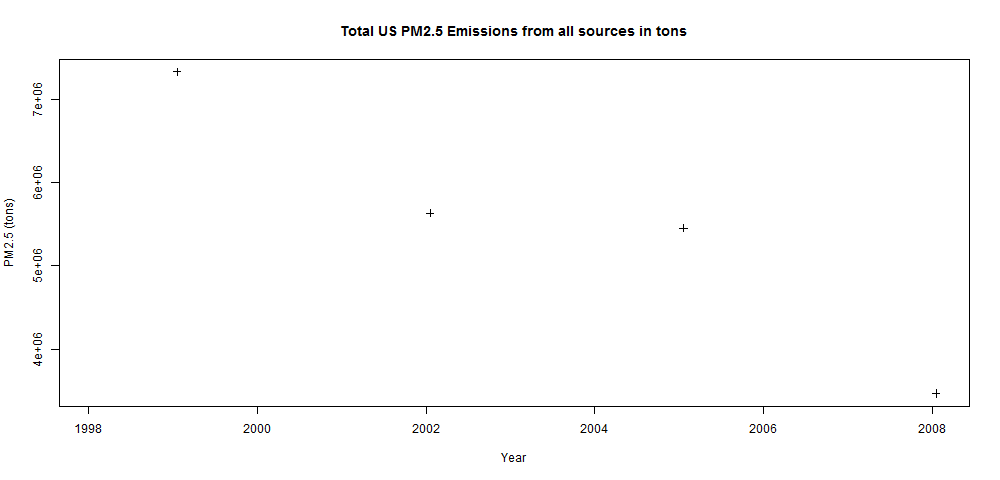 Total US PM2.5 Emissions from all sources in tons
7e+06
6e+06
5e+06
4e+06
PM2.5 (tons)
1998 2000 2002 2004 2006 2008
Year